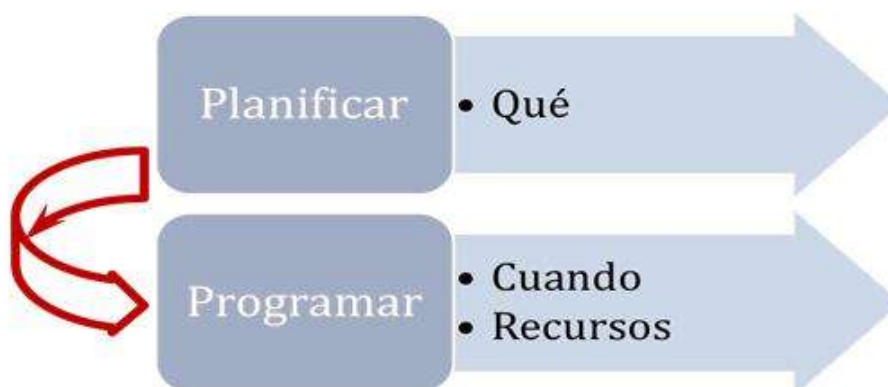 Planificar
• Qué
Programar
• Cuando
• Recursos